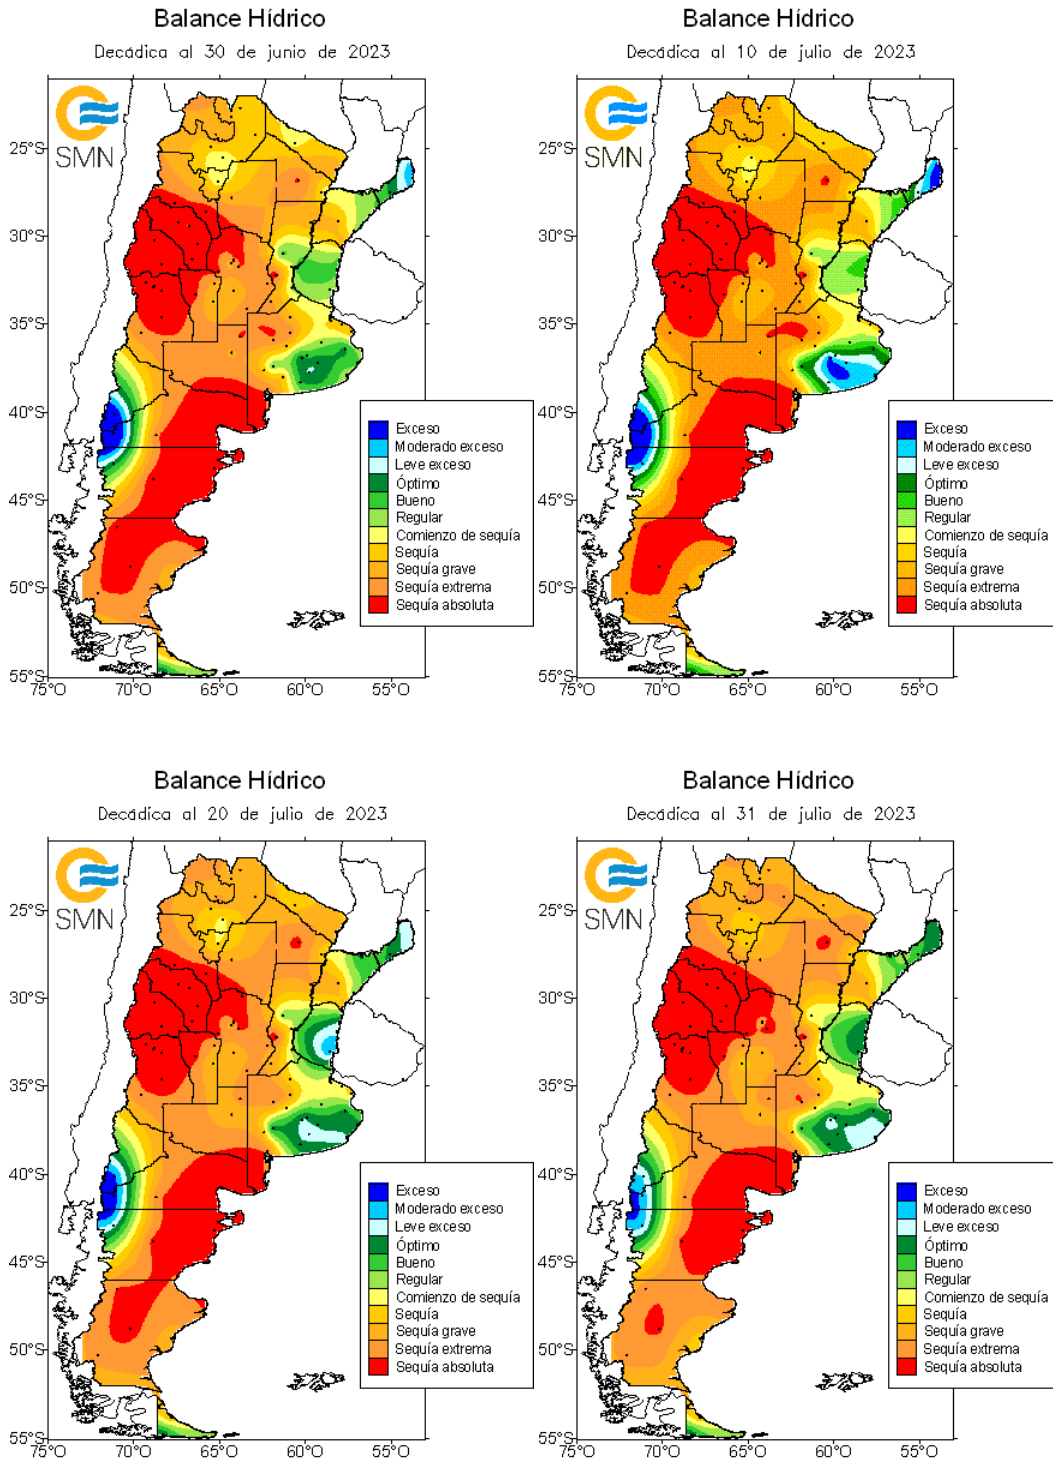 Balance Hídrico
Decádica al 30 de junio de 2023
SMN
25°S
30°S
35°S
40°S
45°S
50°S
55°S
75°O
70°O
65°O
60°O
55°O
Exceso
Moderado exceso
Leve exceso
Óptimo
Bueno
Regular
Comienzo de sequía
Sequía
Sequía grave
Sequía extrema
Sequía absoluta
Balance Hídrico
Decádica al 10 de julio de 2023
SMN
25°S
30°S
35°S
40°S
45°S
50°S
55°S
75°O
70°O
65°O
60°O
55°O
Exceso
Moderado exceso
Leve exceso
Óptimo
Bueno
Regular
Comienzo de sequía
Sequía
Sequía grave
Sequía extrema
Sequía absoluta
Balance Hídrico
Decádica al 20 de julio de 2023
SMN
25°S
30°S
35°S
40°S
45°S
50°S
55°S
75°O
70°O
65°O
60°O
55°O
Exceso
Moderado exceso
Leve exceso
Óptimo
Bueno
Regular
Comienzo de sequía
Sequía
Sequía grave
Sequía extrema
Sequía absoluta
Balance Hídrico
Decádica al 31 de julio de 2023
SMN
25°S
30°S
35°S
40°S
45°S
50°S
55°S
75°O
70°O
65°O
60°O
55°O
Exceso
Moderado exceso
Leve exceso
Óptimo
Bueno
Regular
Comienzo de sequía
Sequía
Sequía grave
Sequía extrema
Sequía absoluta